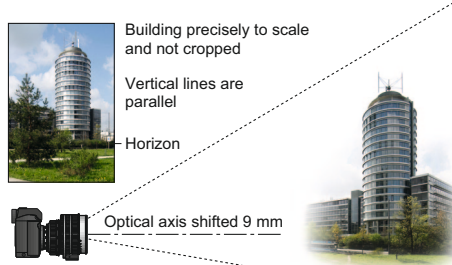 Building precisely to scale
and not cropped
Vertical lines are
parallel
Horizon
Optical axis shifted 9 mm